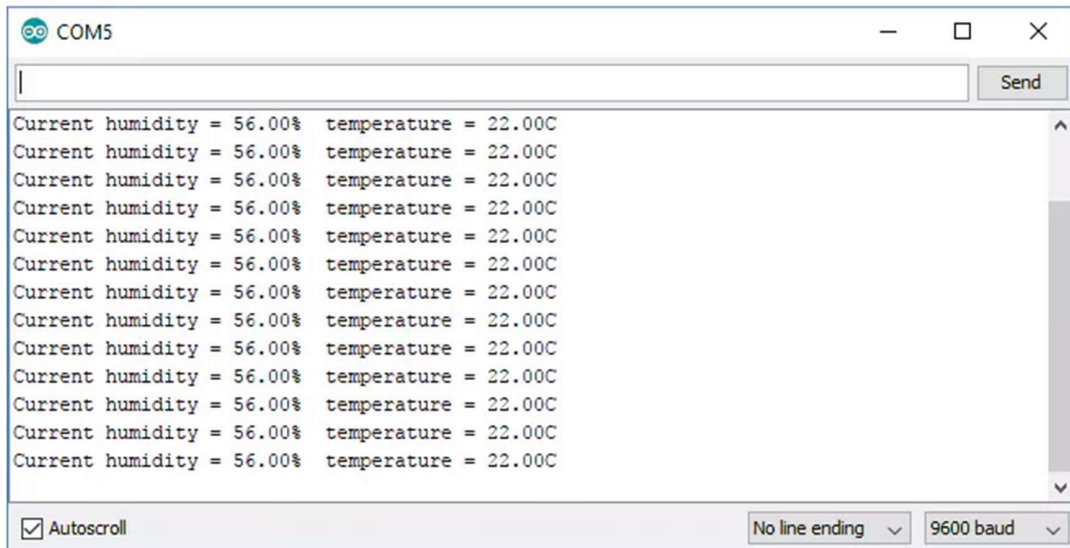 COM5
Send
Current humidity = 56.00%  temperature = 22.00C
Current humidity = 56.00%  temperature = 22.00C
Current humidity = 56.00%  temperature = 22.00C
Current humidity = 56.00%  temperature = 22.00C
Current humidity = 56.00%  temperature = 22.00C
Current humidity = 56.00%  temperature = 22.00C
Current humidity = 56.00%  temperature = 22.00C
Current humidity = 56.00%  temperature = 22.00C
Current humidity = 56.00%  temperature = 22.00C
Current humidity = 56.00%  temperature = 22.00C
Current humidity = 56.00%  temperature = 22.00C
Current humidity = 56.00%  temperature = 22.00C
Current humidity = 56.00%  temperature = 22.00C
Autoscroll No line ending 9600 baud